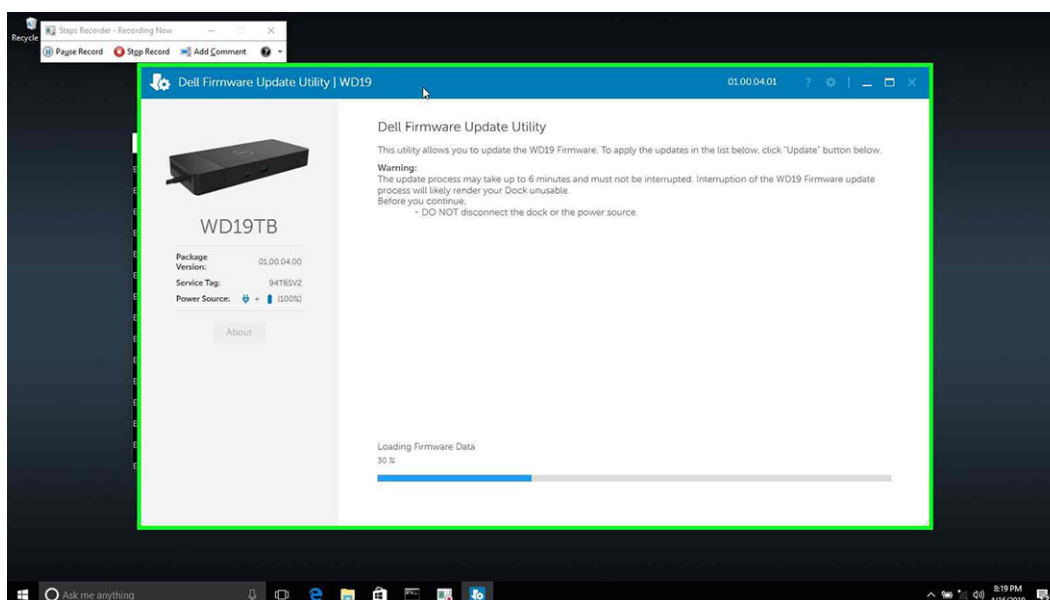 Recycle
Steps Recorder - Recording Now
Pause Record Stop Record Add Comment
Dell Firmware Update Utility | WD19
01.00.04.01 ?
Dell Firmware Update Utility
This utility allows you to update the WD19 Firmware. To apply the updates in the list below, click "Update" button below.
Warning:
The update process may take up to 6 minutes and must not be interrupted. Interruption of the WD19 Firmware update
process will likely render your Dock unusable.
Before you continue,
- DO NOT disconnect the dock or the power source.
WD19TB
Package
Version: 01.00.04.00
Service Tag: 94T6SV2
Power Source: + (100%)
About
Loading Firmware Data
30 %
Ask me anything
8:19 PM